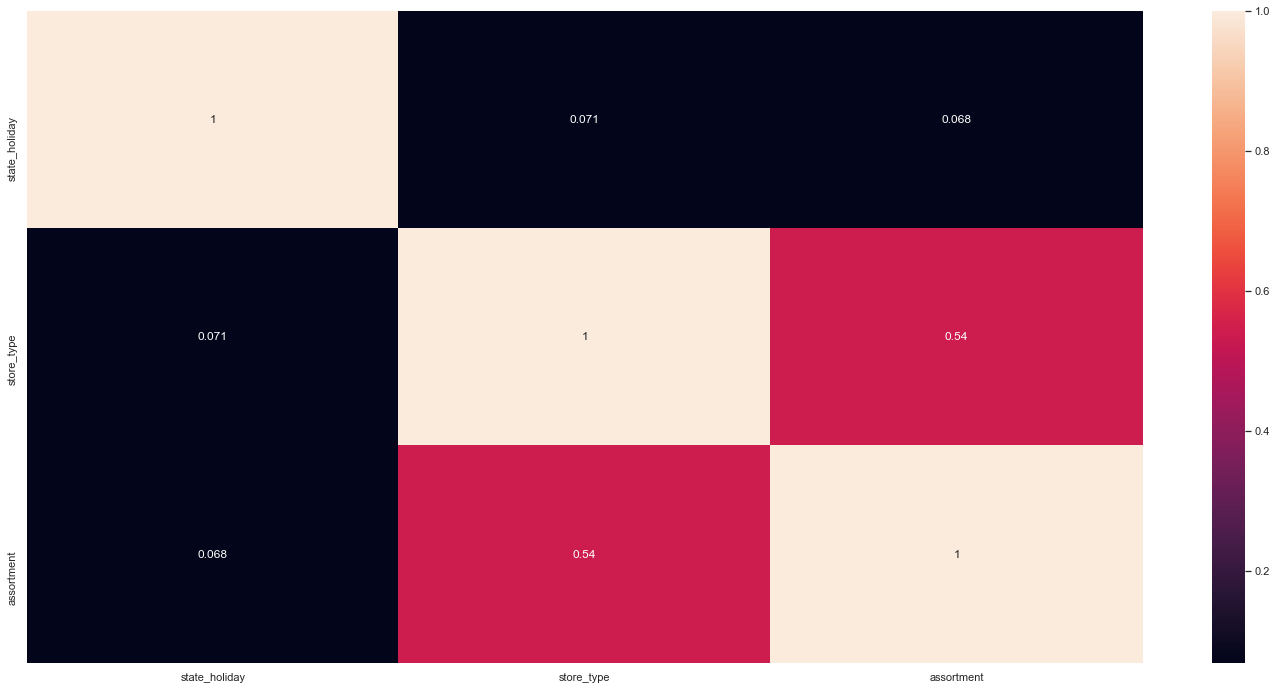 state_holiday
1
0.071
0.068
store_type
0.071
1
0.54
assortment
0.068
0.54
1
state_holiday
store_type
assortment
1.0
0.8
0.6
0.4
0.2